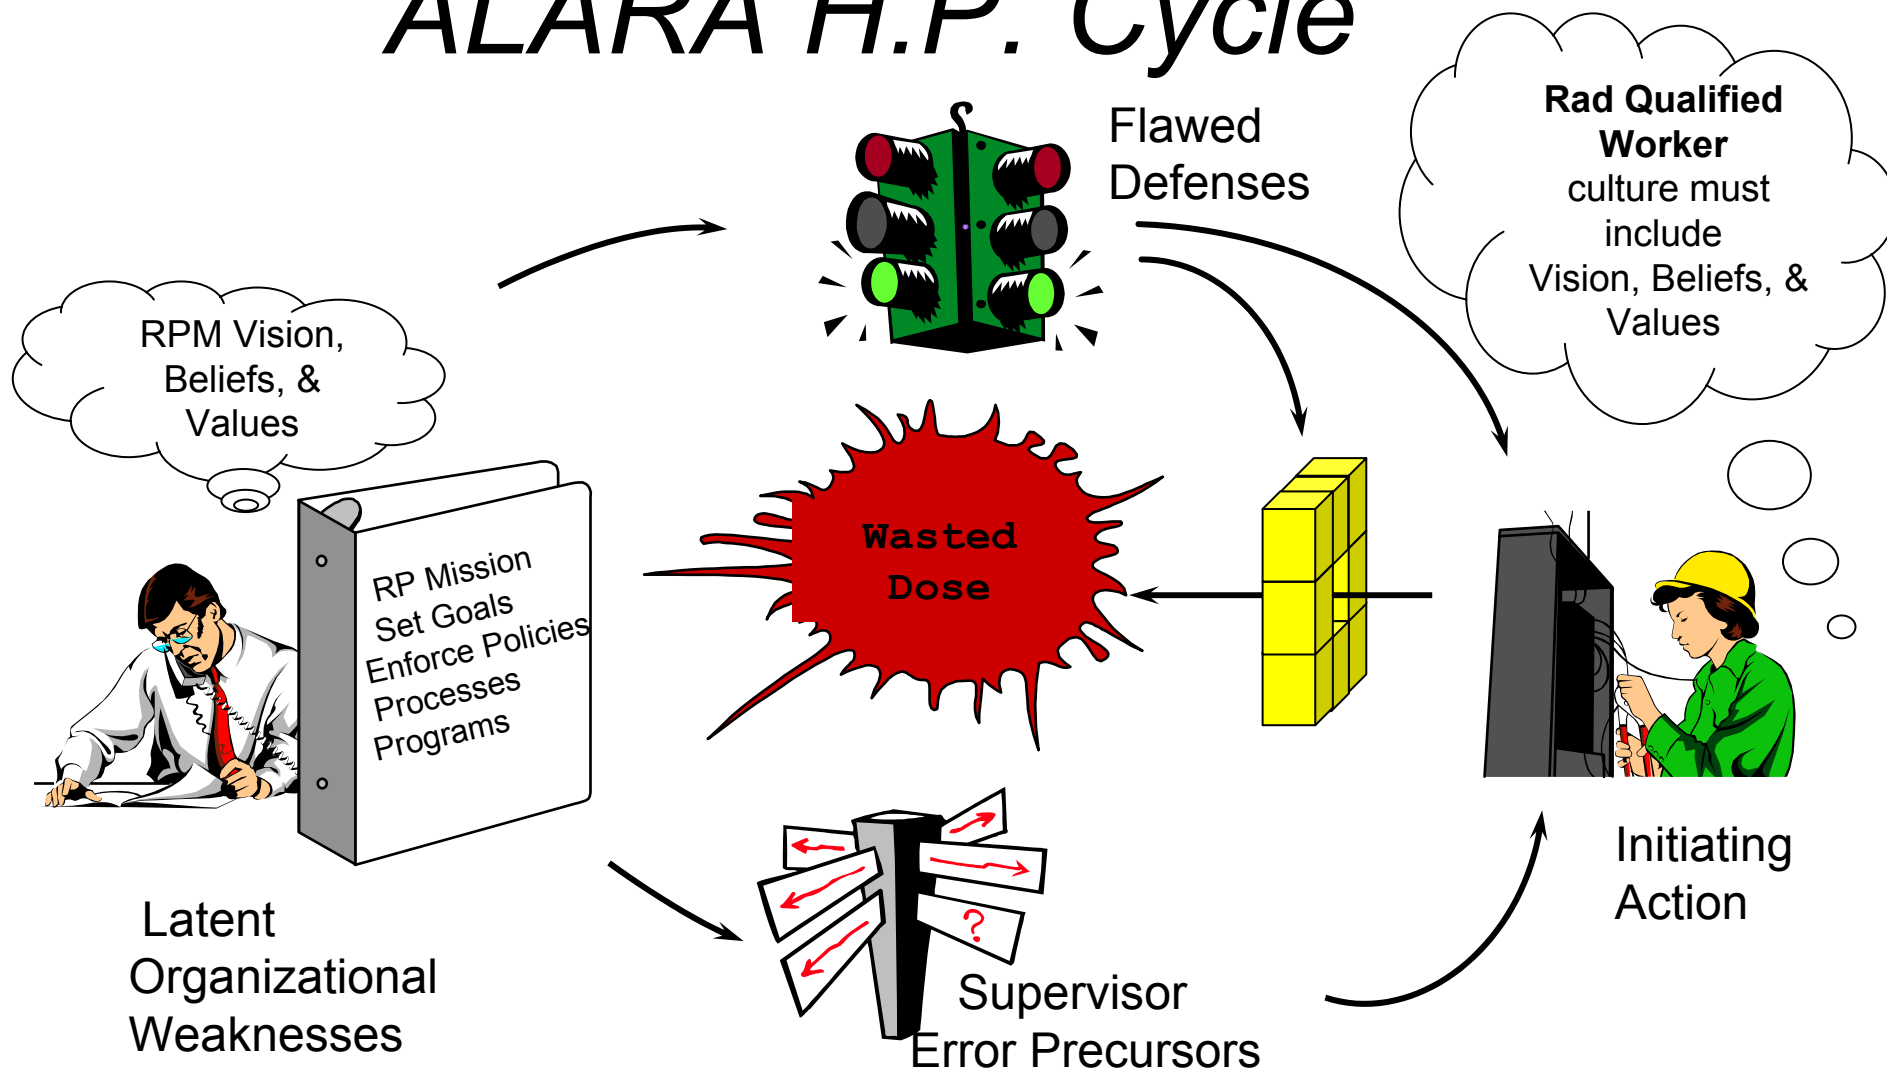 ALARA H.P. Cycle
Flawed
Defenses
Rad Qualified
Worker
culture must
include
Vision, Beliefs, &
Values
RPM Vision,
Beliefs, &
Values
RP Mission
Set Goals
Enforce Policies
Processes
Programs
Wasted
Dose
?
Initiating
Action
Latent
Organizational
Weaknesses
Supervisor
Error Precursors